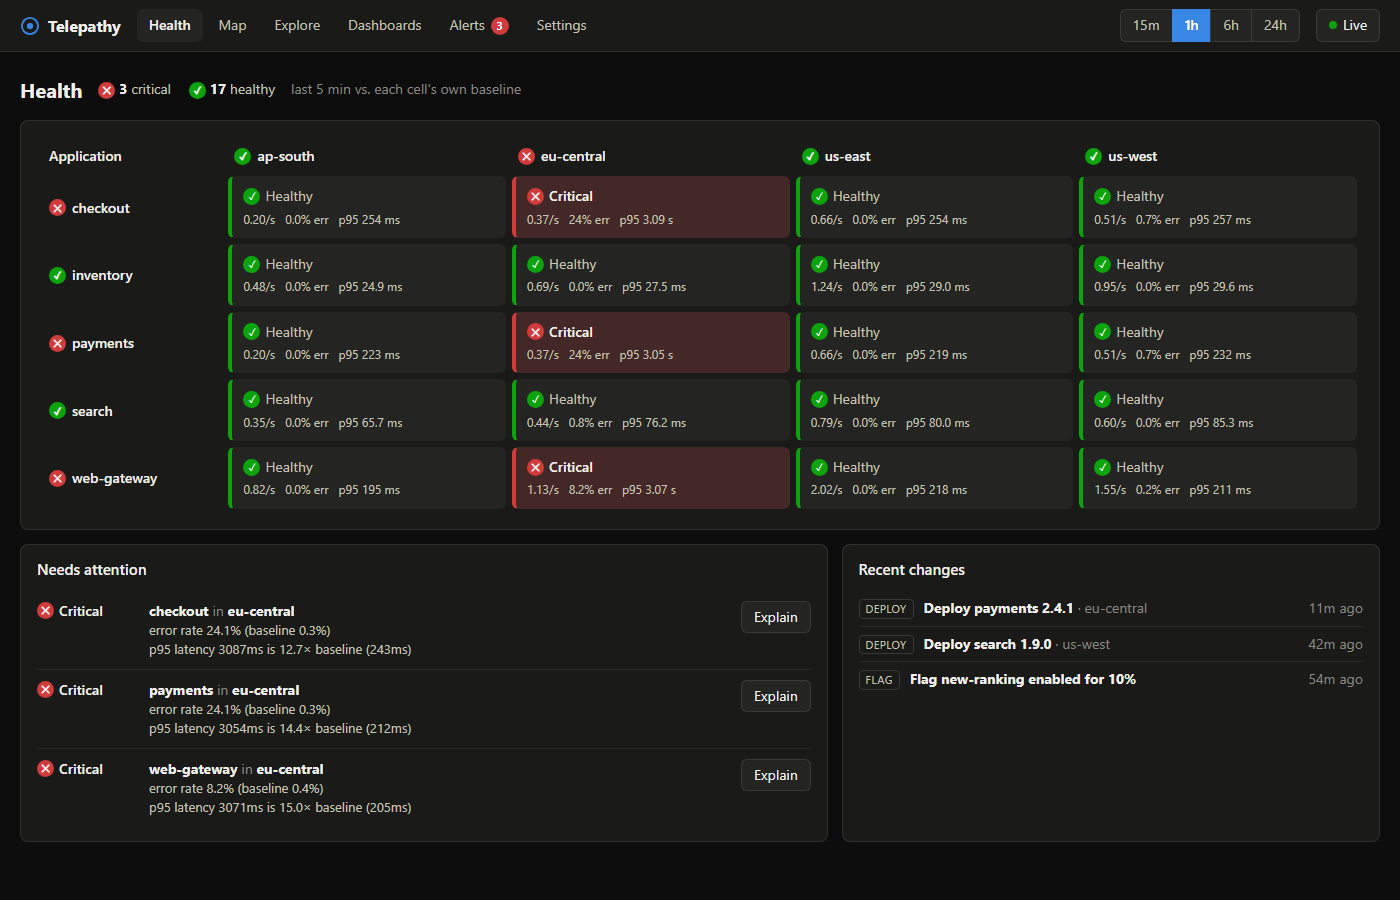 Telepathy Health Map Explore Dashboards Alerts 3 Settings 15m 1h 6h 24h Live
Health 3 critical 17 healthy last 5 min vs. each cell's own baseline
Application ap-south eu-central us-east us-west
checkout
Healthy Critical Healthy Healthy
0.20/s 0.0% err p95 254 ms 0.37/s 24% err p95 3.09 s 0.66/s 0.0% err p95 254 ms 0.51/s 0.7% err p95 257 ms
inventory
Healthy Healthy Healthy Healthy
0.48/s 0.0% err p95 24.9 ms 0.69/s 0.0% err p95 27.5 ms 1.24/s 0.0% err p95 29.0 ms 0.95/s 0.0% err p95 29.6 ms
payments
Healthy Critical Healthy Healthy
0.20/s 0.0% err p95 223 ms 0.37/s 24% err p95 3.05 s 0.66/s 0.0% err p95 219 ms 0.51/s 0.7% err p95 232 ms
search
Healthy Healthy Healthy Healthy
0.35/s 0.0% err p95 65.7 ms 0.44/s 0.8% err p95 76.2 ms 0.79/s 0.0% err p95 80.0 ms 0.60/s 0.0% err p95 85.3 ms
web-gateway
Healthy Critical Healthy Healthy
0.82/s 0.0% err p95 195 ms 1.13/s 8.2% err p95 3.07 s 2.02/s 0.0% err p95 218 ms 1.55/s 0.2% err p95 211 ms
Needs attention
Critical checkout in eu-central Explain
error rate 24.1% (baseline 0.3%)
p95 latency 3087ms is 12.7× baseline (243ms)
Critical payments in eu-central Explain
error rate 24.1% (baseline 0.3%)
p95 latency 3054ms is 14.4× baseline (212ms)
Critical web-gateway in eu-central Explain
error rate 8.2% (baseline 0.4%)
p95 latency 3071ms is 15.0× baseline (205ms)
Recent changes
DEPLOY Deploy payments 2.4.1 · eu-central 11m ago
DEPLOY Deploy search 1.9.0 · us-west 42m ago
FLAG Flag new-ranking enabled for 10% 54m ago